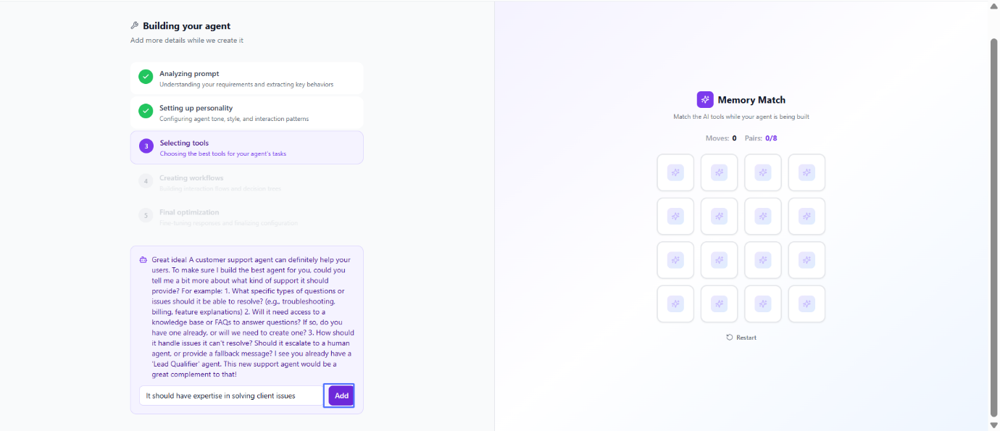 Building your agent
Add more details while we create it
Analyzing prompt
Understanding your requirements and extracting key behaviors
Setting up personality
Configuring agent tone, style, and interaction patterns
3
Selecting tools
Choosing the best tools for your agent's tasks
4
Creating workflows
Building interaction flows and decision trees
5
Final optimization
Fine-tuning responses and finalizing configuration
Great idea! A customer support agent can definitely help your
users. To make sure I build the best agent for you, could you
tell me a bit more about what kind of support it should
provide? For example: 1. What specific types of questions or
issues should it be able to resolve? (e.g., troubleshooting,
billing, feature explanations) 2. Will it need access to a
knowledge base or FAQs to answer questions? If so, do you
have one already, or will we need to create one? 3. How should
it handle issues it can't resolve? Should it escalate to a human
agent, or provide a fallback message? I see you already have a
'Lead Qualifier' agent. This new support agent would be a
great complement to that!
It should have expertise in solving client issues
Add
Memory Match
Match the AI tools while your agent is being built
Moves: 0 Pairs: 0/8
Restart